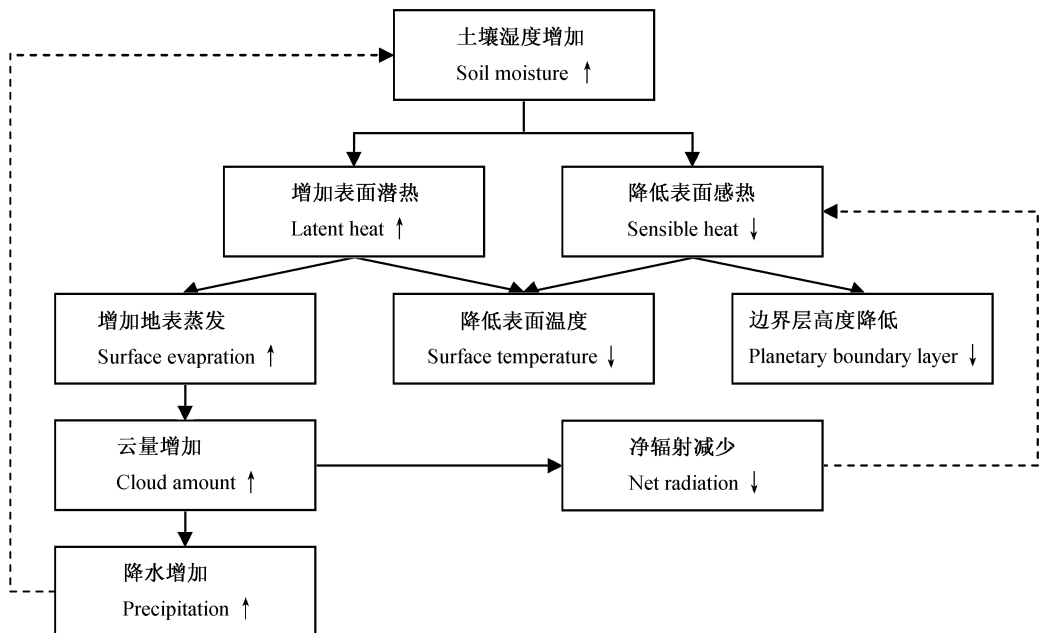 土壤湿度增加
Soil moisture ↑
增加表面潜热
Latent heat ↑
降低表面感热
Sensible heat ↓
增加地表蒸发
Surface evapration ↑
降低表面温度
Surface temperature ↓
边界层高度降低
Planetary boundary layer ↓
云量增加
Cloud amount ↑
净辐射减少
Net radiation ↓
降水增加
Precipitation ↑